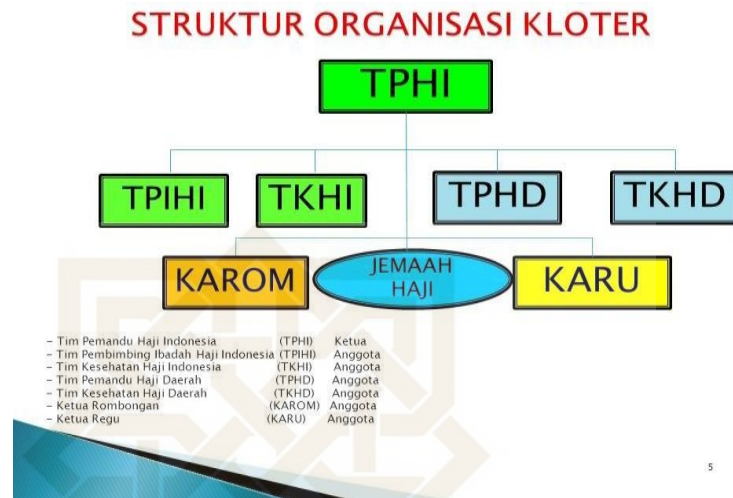 STRUKTUR ORGANISASI KLOTER
TPHI
TPIHI TKHI TPHD TKHD
KAROM JEMAAH HAJI KARU
– Tim Pemandu Haji Indonesia (TPHI) Ketua
– Tim Pembimbing Ibadah Haji Indonesia (TPIHI) Anggota
– Tim Kesehatan Haji Indonesia (TKHI) Anggota
– Tim Pemandu Haji Daerah (TPHD) Anggota
– Tim Kesehatan Haji Daerah (TKHD) Anggota
– Ketua Rombongan (KAROM) Anggota
– Ketua Regu (KARU) Anggota
5